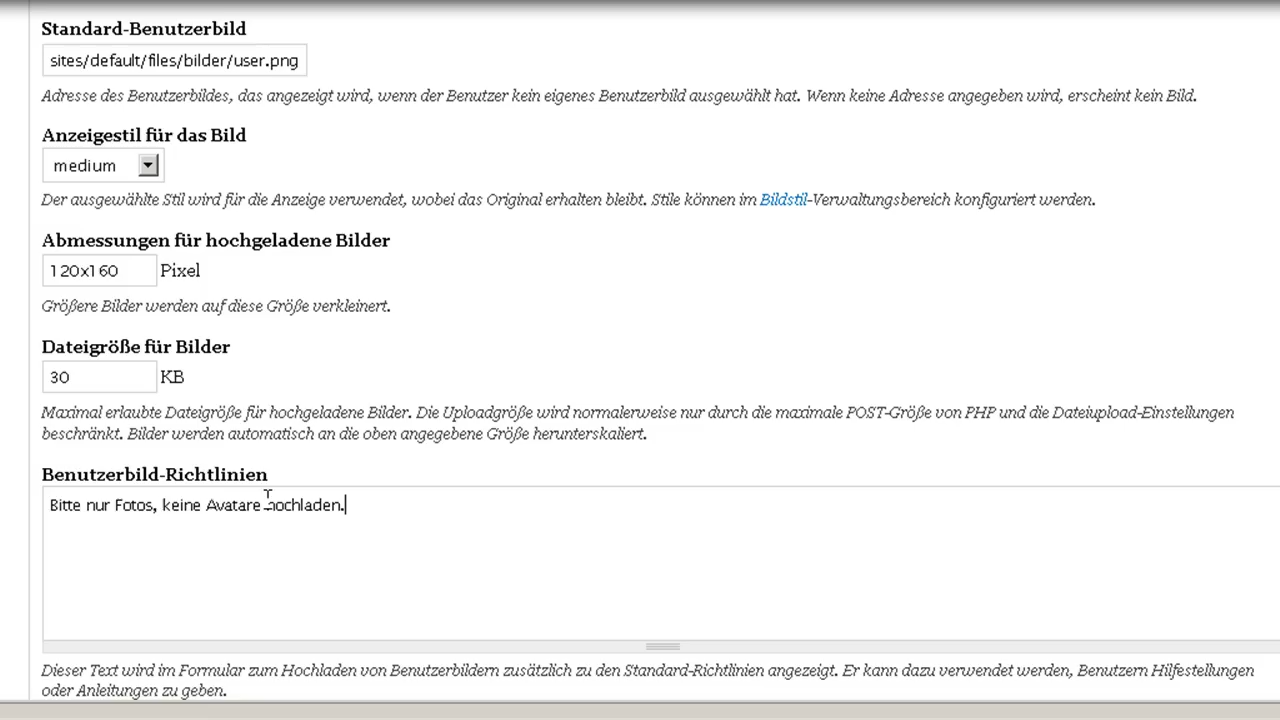 Standard-Benutzerbild
sites/default/files/bilder/user.png
Adresse des Benutzerbildes, das angezeigt wird, wenn der Benutzer kein eigenes Benutzerbild ausgewählt hat. Wenn keine Adresse angegeben wird, erscheint kein Bild.
Anzeigestil für das Bild
medium
Der ausgewählte Stil wird für die Anzeige verwendet, wobei das Original erhalten bleibt. Stile können im Bildstil-Verwaltungsbereich konfiguriert werden.
Abmessungen für hochgeladene Bilder
120x160 Pixel
Größere Bilder werden auf diese Größe verkleinert.
Dateigröße für Bilder
30 KB
Maximal erlaubte Dateigröße für hochgeladene Bilder. Die Uploadgröße wird normalerweise nur durch die maximale POST-Größe von PHP und die Dateiupload-Einstellungen
beschränkt. Bilder werden automatisch an die oben angegebene Größe herunterskaliert.
Benutzerbild-Richtlinien
Bitte nur Fotos, keine Avatare hochladen.
Dieser Text wird im Formular zum Hochladen von Benutzerbildern zusätzlich zu den Standard-Richtlinien angezeigt. Er kann dazu verwendet werden, Benutzern Hilfestellungen
oder Anleitungen zu geben.